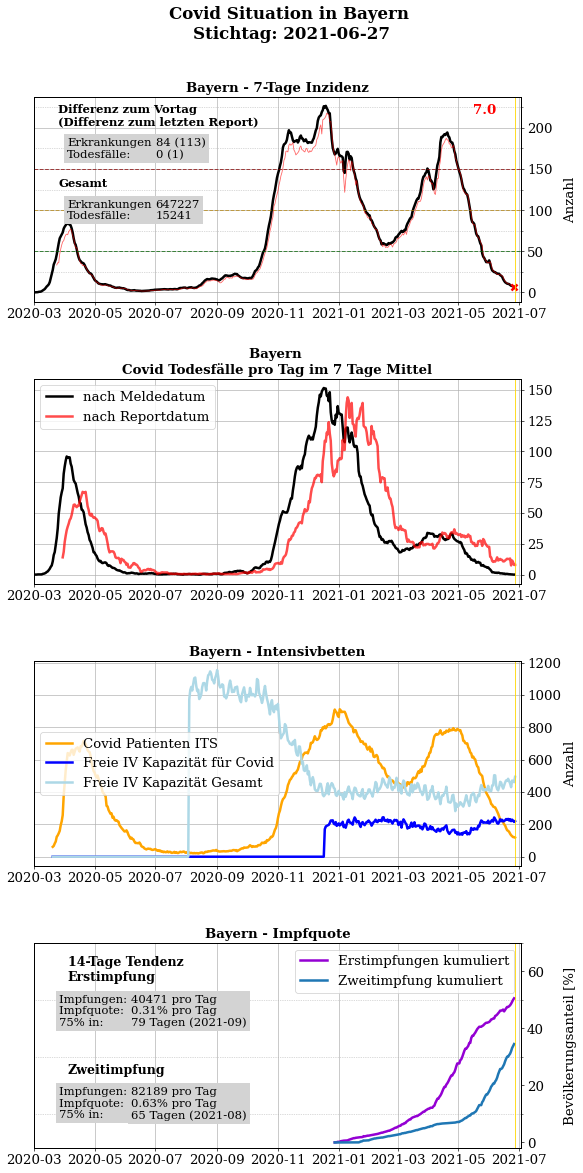 Covid Situation in Bayern
Stichtag: 2021-06-27
Bayern - 7-Tage Inzidenz
Differenz zum Vortag
(Differenz zum letzten Report)
7.0
Erkrankungen 84 (113)
Todesfälle: 0 (1)
Gesamt
Erkrankungen 647227
Todesfälle: 15241
200
150
100
50
0
Anzahl
2020-03 2020-05 2020-07 2020-09 2020-11 2021-01 2021-03 2021-05 2021-07
Bayern
Covid Todesfälle pro Tag im 7 Tage Mittel
nach Meldedatum
nach Reportdatum
150
125
100
75
50
25
0
2020-03 2020-05 2020-07 2020-09 2020-11 2021-01 2021-03 2021-05 2021-07
Bayern - Intensivbetten
Covid Patienten ITS
Freie IV Kapazität für Covid
Freie IV Kapazität Gesamt
1200
1000
800
600
400
200
0
Anzahl
2020-03 2020-05 2020-07 2020-09 2020-11 2021-01 2021-03 2021-05 2021-07
Bayern - Impfquote
14-Tage Tendenz
Erstimpfung
Impfungen: 40471 pro Tag
Impfquote: 0.31% pro Tag
75% in: 79 Tagen (2021-09)
Zweitimpfung
Impfungen: 82189 pro Tag
Impfquote: 0.63% pro Tag
75% in: 65 Tagen (2021-08)
Erstimpfungen kumuliert
Zweitimpfung kumuliert
60
40
20
0
Bevölkerungsanteil [%]
2020-03 2020-05 2020-07 2020-09 2020-11 2021-01 2021-03 2021-05 2021-07